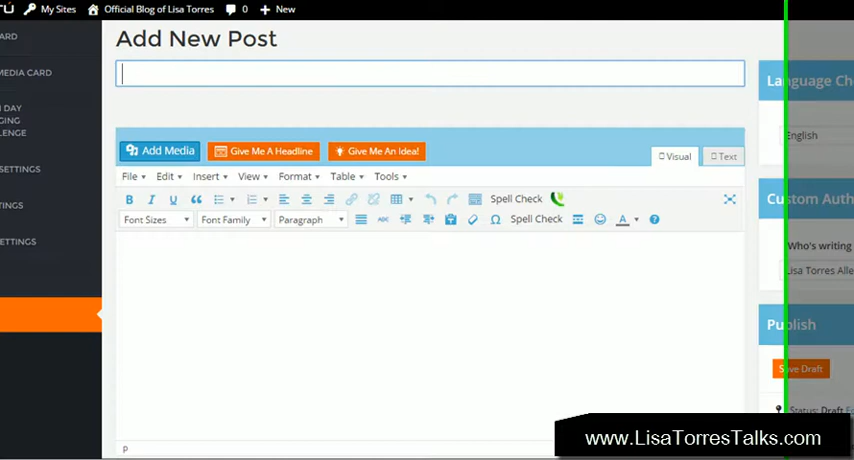 My Sites Official Blog of Lisa Torres 0 New
ARD
MEDIA CARD
DAY
GING
LENGE
SETTINGS
TINGS
ETTINGS
Add New Post
Add Media Give Me A Headline Give Me An Idea! Visual Text
File Edit Insert View Format Table Tools
B I U Spell Check
Font Sizes Font Family Paragraph ABC Spell Check A
p
Language Che
English
Custom Auth
Who's writing
Lisa Torres Alle
Publish
Save Draft
Status: Draft
www.LisaTorresTalks.com